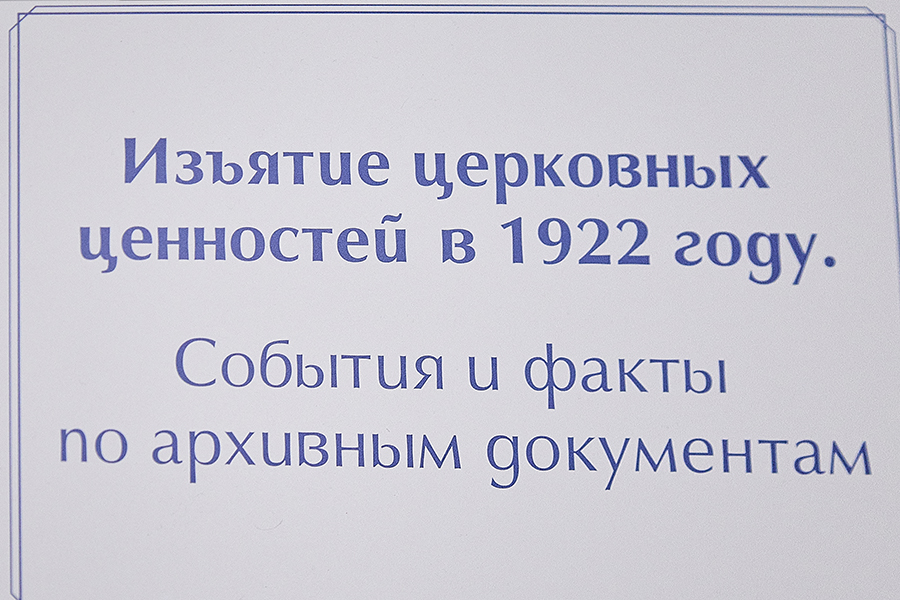 Изъятие церковных
ценностей в 1922 году.
События и факты
по архивным документам